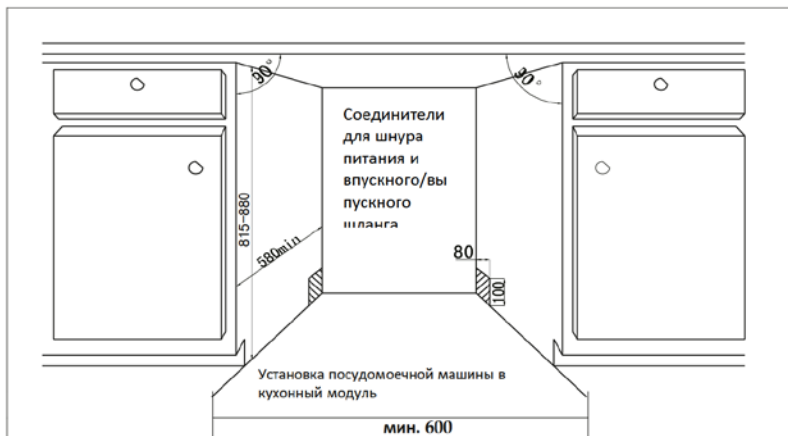 90°
90°
Соединители
для шнура
питания и
впускного/вы
пускного
шланга
815-880
580min
80
100
Установка посудомоечной машины в
кухонный модуль
мин. 600